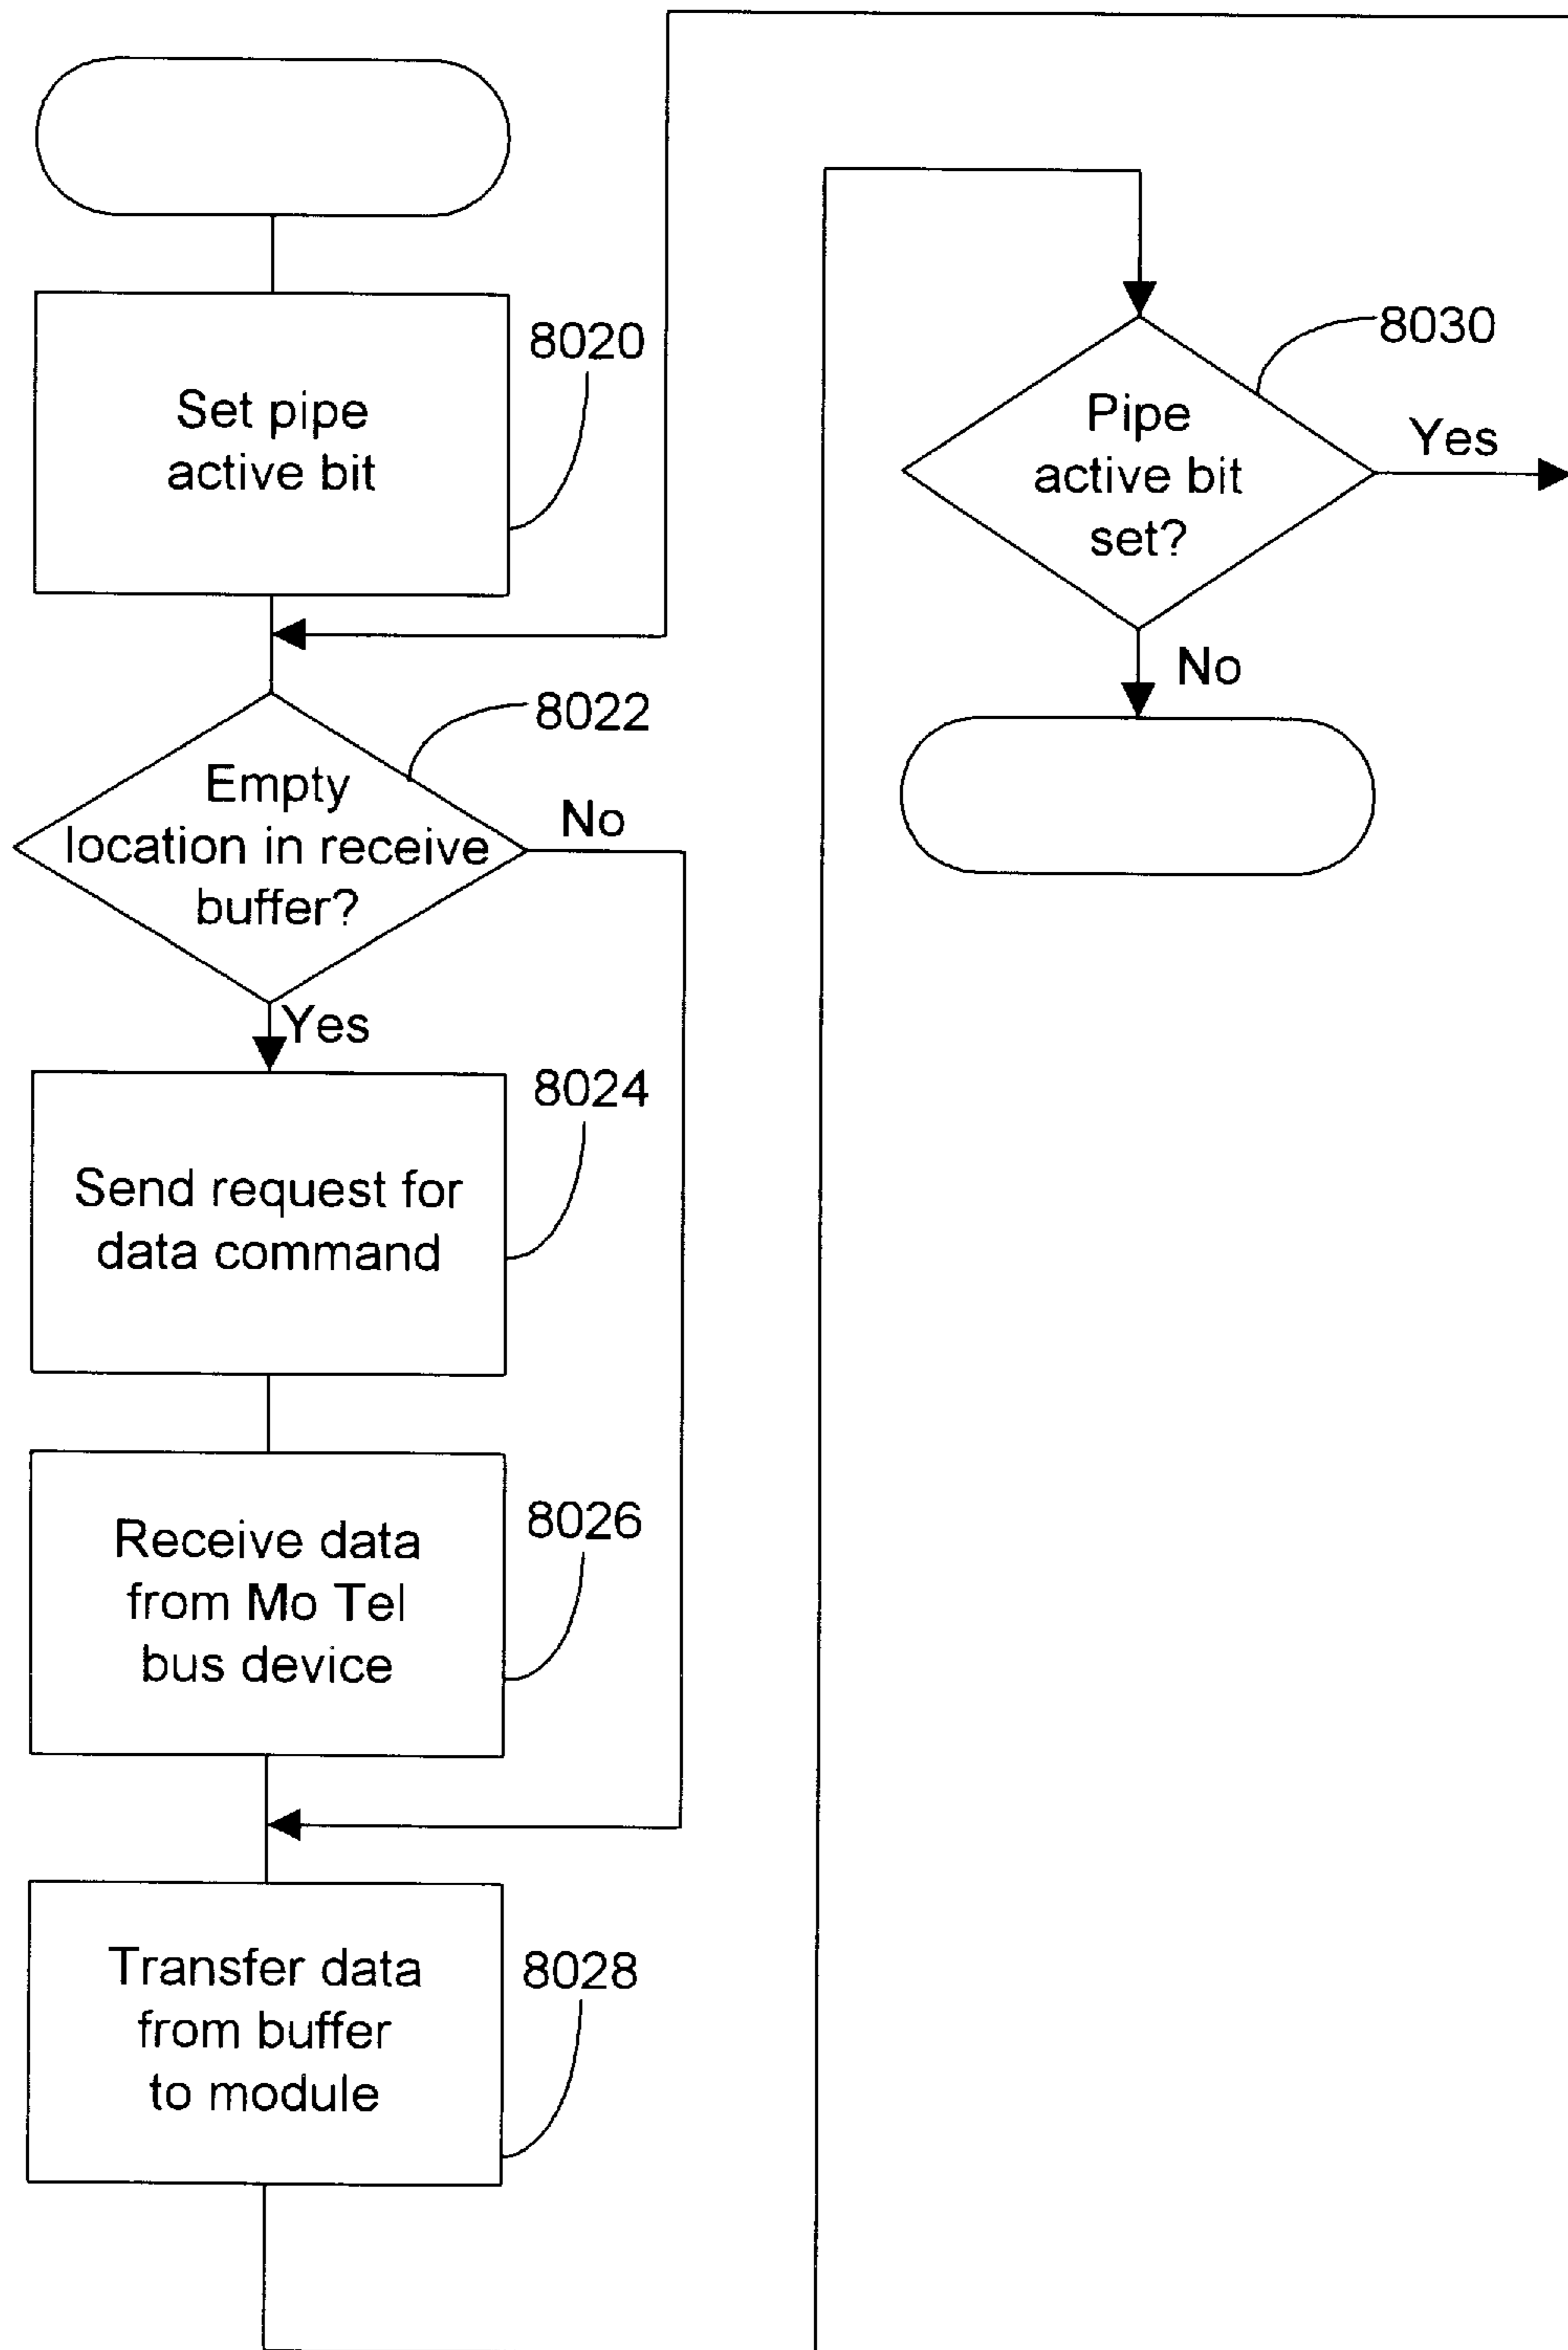 Set pipe
active bit
8020
Empty
location in receive
buffer?
8022
No
Yes
Send request for
data command
8024
Receive data
from Mo Tel
bus device
8026
Transfer data
from buffer
to module
8028
Pipe
active bit
set?
8030
Yes
No